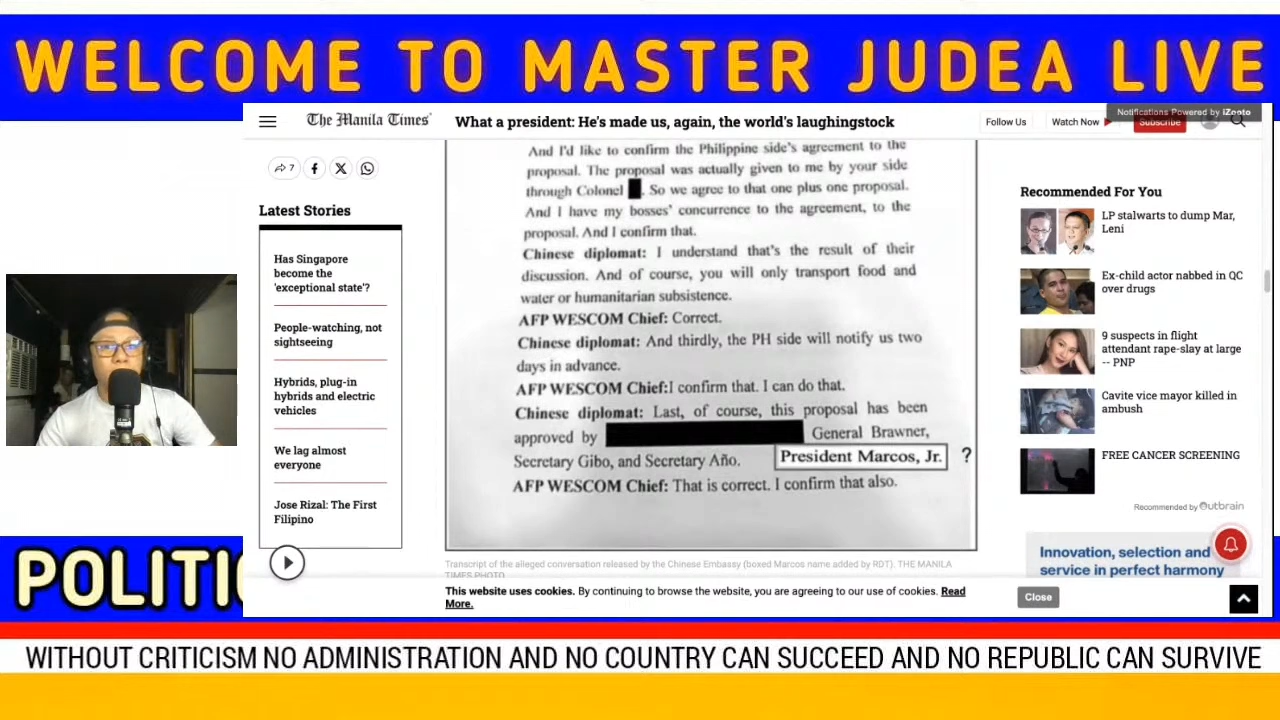 WELCOME TO MASTER JUDEA LIVE
Notifications Powered by iZooto
The Manila Times
What a president: He's made us, again, the world's laughingstock
Follow Us
Watch Now
Subscribe
7
Latest Stories
Has Singapore
become the
'exceptional state'?
People-watching, not
sightseeing
Hybrids, plug-in
hybrids and electric
vehicles
We lag almost
everyone
Jose Rizal: The First
Filipino
And I'd like to confirm the Philippine side's agreement to the
proposal. The proposal was actually given to me by your side
through Colonel . So we agree to that one plus one proposal.
And I have my bosses' concurrence to the agreement, to the
proposal. And I confirm that.
Chinese diplomat: I understand that's the result of their
discussion. And of course, you will only transport food and
water or humanitarian subsistence.
AFP WESCOM Chief: Correct.
Chinese diplomat: And thirdly, the PH side will notify us two
days in advance.
AFP WESCOM Chief:I confirm that. I can do that.
Chinese diplomat: Last, of course, this proposal has been
approved by General Brawner,
Secretary Gibo, and Secretary Año. President Marcos, Jr. ?
AFP WESCOM Chief: That is correct. I confirm that also.
Transcript of the alleged conversation released by the Chinese Embassy (boxed Marcos name added by RDT). THE MANILA
TIMES PHOTO
Recommended For You
LP stalwarts to dump Mar,
Leni
Ex-child actor nabbed in QC
over drugs
9 suspects in flight
attendant rape-slay at large
-- PNP
Cavite vice mayor killed in
ambush
FREE CANCER SCREENING
Recommended by Outbrain
Innovation, selection and
service in perfect harmony
This website uses cookies. By continuing to browse the website, you are agreeing to our use of cookies. Read
More.
Close
POLITIC
WITHOUT CRITICISM NO ADMINISTRATION AND NO COUNTRY CAN SUCCEED AND NO REPUBLIC CAN SURVIVE